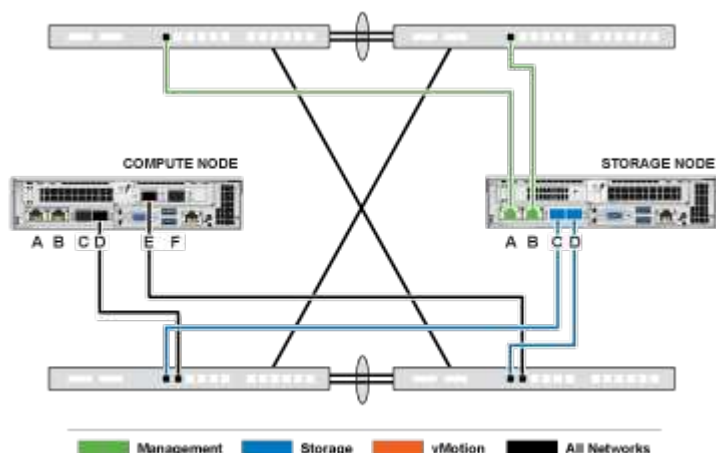 COMPUTE NODE
STORAGE NODE
A B C D E F
A B C D
Management Storage vMotion All Networks